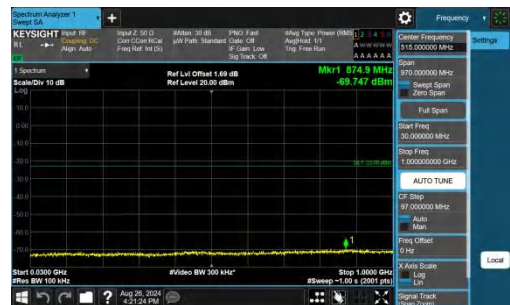 Spectrum Analyzer 1
Swept SA
+
Frequency
KEYSIGHT
Input: RF
Coupling: DC
Align: Auto
Input Z: 50 Ω
Corr CCorr RCal
Freq Ref: Int (S)
#Atten: 30 dB
µW Path: Standard
PNO: Fast
Gate: Off
IF Gain: Low
Sig Track: Off
#Avg Type: Power (RMS)
Avg|Hold: 1/1
Trig: Free Run
1 2 3 4 5 6
A W W W W W
A A A A A A
1 Spectrum
Scale/Div 10 dB
Log
Ref Lvl Offset 1.69 dB
Ref Level 20.00 dBm
Mkr1 874.9 MHz
-69.747 dBm
10.0
0.00
-10.0
-20.0
-30.0
-40.0
-50.0
-60.0
-70.0
1
Start 0.0300 GHz
#Res BW 100 kHz
#Video BW 300 kHz*
Stop 1.0000 GHz
#Sweep ~1.00 s (2001 pts)
Center Frequency
515.000000 MHz
Settings
Span
970.000000 MHz
Swept Span
Zero Span
Full Span
Start Freq
30.000000 MHz
Stop Freq
1.000000000 GHz
AUTO TUNE
CF Step
97.000000 MHz
Auto
Man
Freq Offset
0 Hz
X Axis Scale
Log
Lin
Local
Signal Track
(Span Zoom)
?
Aug 26, 2024
4:21:24 PM